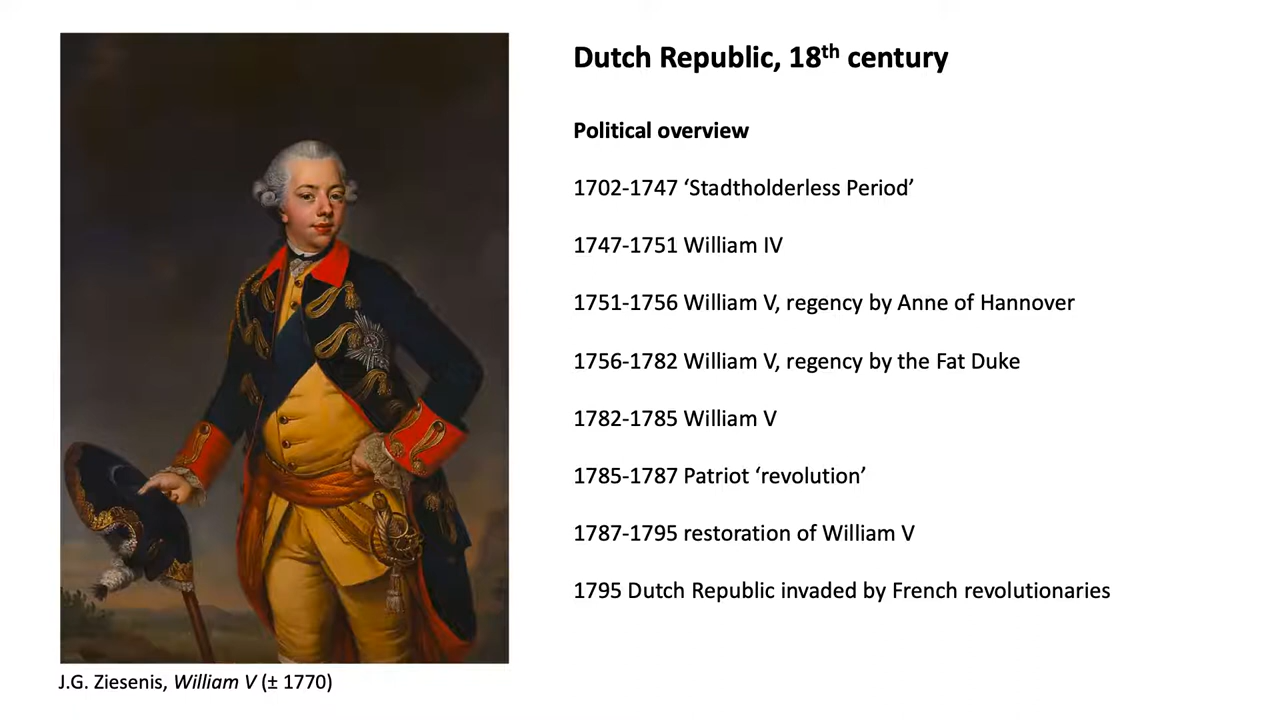 Dutch Republic, 18th century
Political overview
1702-1747 ‘Stadtholderless Period’
1747-1751 William IV
1751-1756 William V, regency by Anne of Hannover
1756-1782 William V, regency by the Fat Duke
1782-1785 William V
1785-1787 Patriot ‘revolution’
1787-1795 restoration of William V
1795 Dutch Republic invaded by French revolutionaries
J.G. Ziesenis, William V (± 1770)